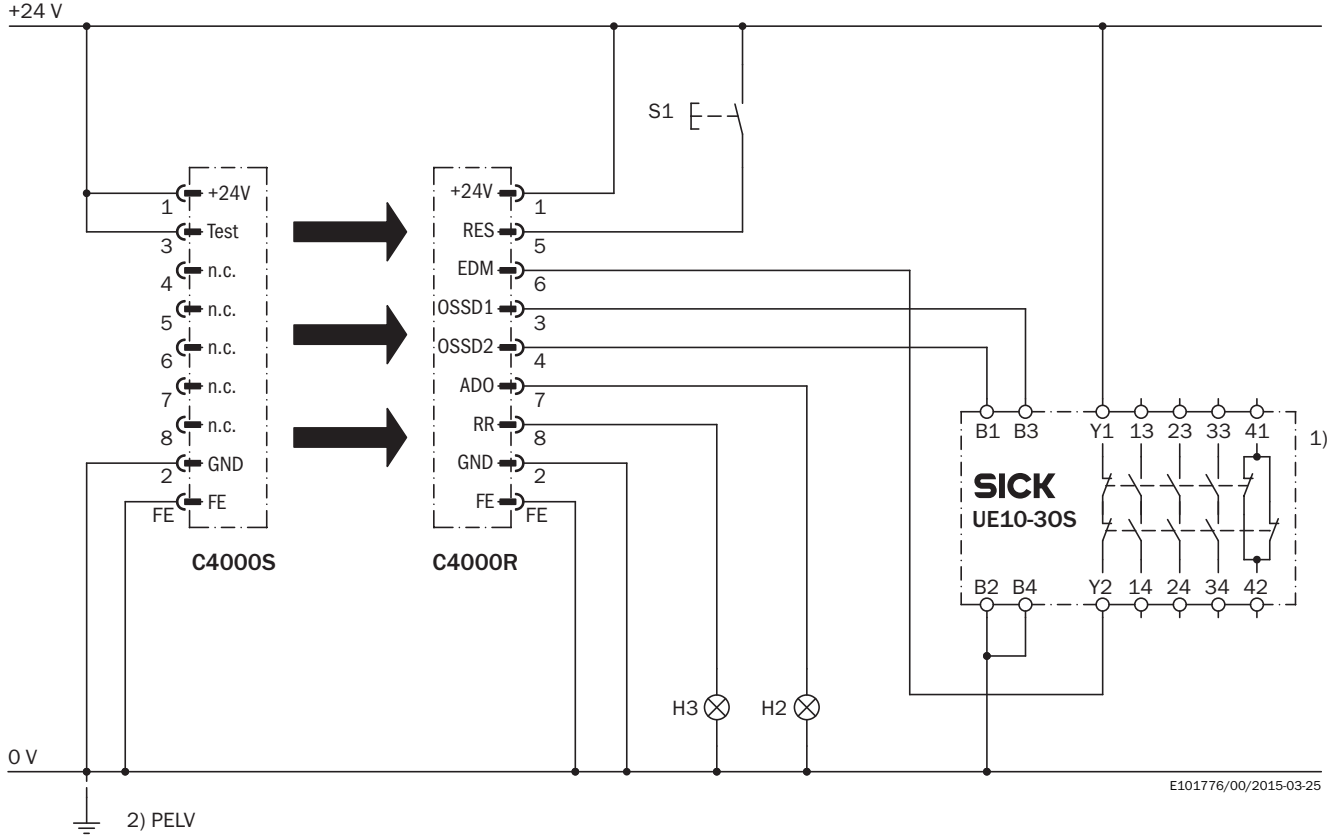 +24 V
S1
+24V
1
Test
3
n.c.
4
n.c.
5
n.c.
6
n.c.
7
n.c.
8
GND
2
FE
FE
C4000S
+24V
1
RES
5
EDM
6
OSSD1
3
OSSD2
4
ADO
7
RR
8
GND
2
FE
FE
C4000R
B1 B3 Y1 13 23 33 41
1)
SICK
UE10-30S
B2 B4 Y2 14 24 34 42
H3
H2
0 V
E101776/00/2015-03-25
2) PELV